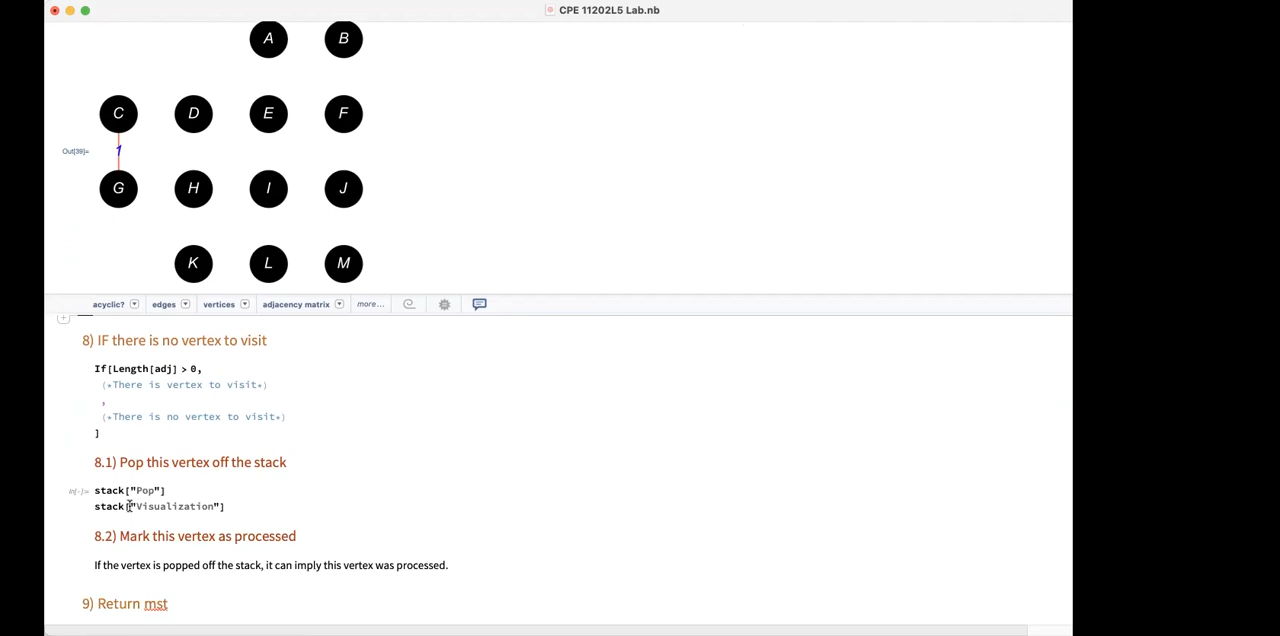 CPE 11202L5 Lab.nb
A B
C D E F
Out[39]= 1
G H I J
K L M
acyclic? edges vertices adjacency matrix more...
8) IF there is no vertex to visit
If[Length[adj] > 0,
(*There is vertex to visit*)
,
(*There is no vertex to visit*)
]
8.1) Pop this vertex off the stack
In[-]:= stack["Pop"]
stack["Visualization"]
8.2) Mark this vertex as processed
If the vertex is popped off the stack, it can imply this vertex was processed.
9) Return mst